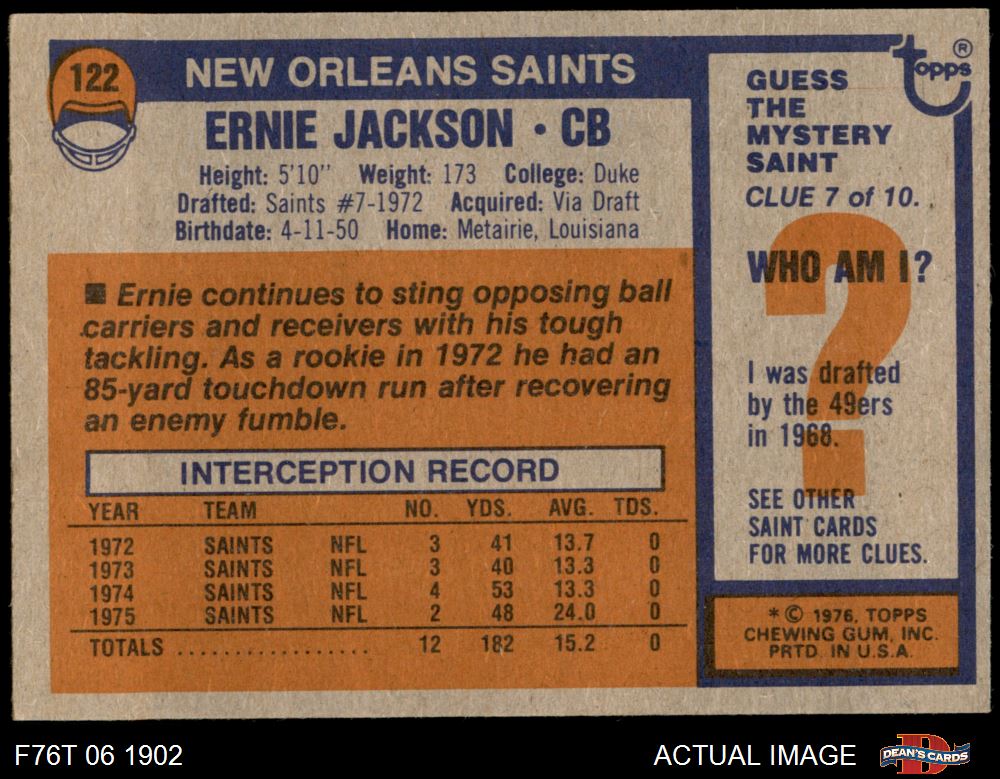 122
NEW ORLEANS SAINTS
ERNIE JACKSON • CB
Height: 5'10" Weight: 173 College: Duke
Drafted: Saints #7-1972 Acquired: Via Draft
Birthdate: 4-11-50 Home: Metairie, Louisiana
■ Ernie continues to sting opposing ball
carriers and receivers with his tough
tackling. As a rookie in 1972 he had an
85-yard touchdown run after recovering
an enemy fumble.
INTERCEPTION RECORD
YEAR TEAM NO. YDS. AVG. TDS.
1972 SAINTS NFL 3 41 13.7 0
1973 SAINTS NFL 3 40 13.3 0
1974 SAINTS NFL 4 53 13.3 0
1975 SAINTS NFL 2 48 24.0 0
TOTALS ................. 12 182 15.2 0
topps ®
GUESS
THE
MYSTERY
SAINT
CLUE 7 of 10.
WHO AM I?
?
I was drafted
by the 49ers
in 1968.
SEE OTHER
SAINT CARDS
FOR MORE CLUES.
* © 1976, TOPPS
CHEWING GUM, INC.
PRTD. IN U.S.A.
F76T 06 1902
ACTUAL IMAGE
D
DEAN'S CARDS